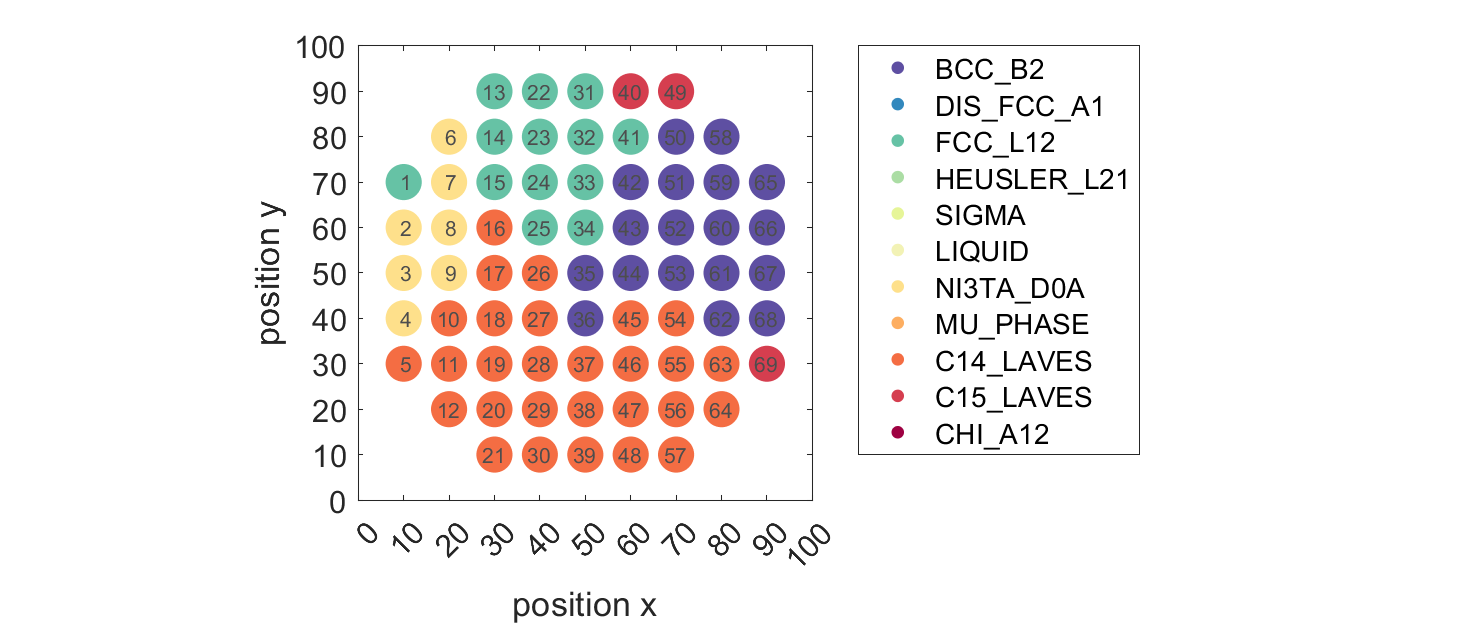 100
90
80
70
60
50
40
30
20
10
0
13 22 31 40 49
6 14 23 32 41 50 58
1 7 15 24 33 42 51 59 65
2 8 16 25 34 43 52 60 66
3 9 17 26 35 44 53 61 67
4 10 18 27 36 45 54 62 68
5 11 19 28 37 46 55 63 69
12 20 29 38 47 56 64
21 30 39 48 57
0 10 20 30 40 50 60 70 80 90 100
position x
position y
BCC_B2
DIS_FCC_A1
FCC_L12
HEUSLER_L21
SIGMA
LIQUID
NI3TA_D0A
MU_PHASE
C14_LAVES
C15_LAVES
CHI_A12